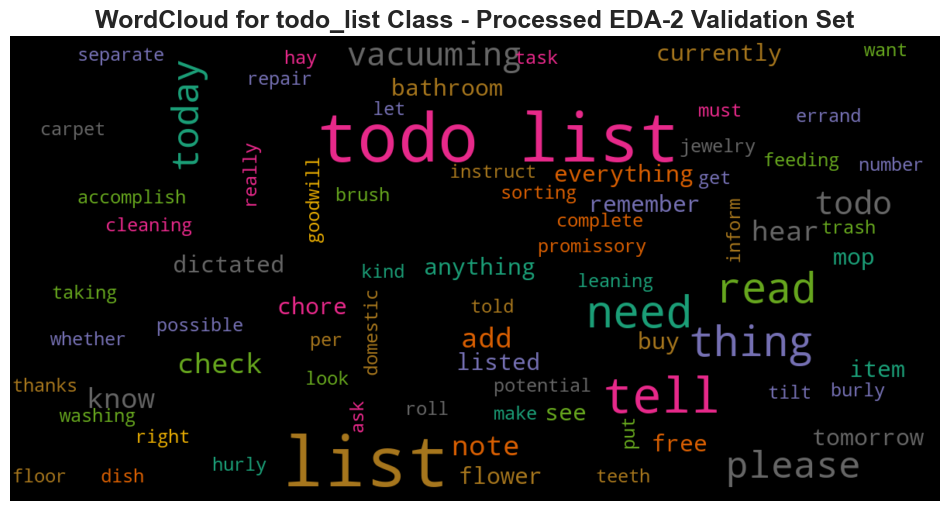 WordCloud for todo_list Class - Processed EDA-2 Validation Set
separate
hay
vacuuming
task
currently
want
repair
bathroom
today
let
must
errand
carpet
todo list
jewelry
really
instruct
everything
get
feeding
number
accomplish
goodwill
brush
sorting
remember
todo
cleaning
complete
inform
hear
trash
promissory
dictated
kind
anything
mop
leaning
taking
chore
told
need
read
whether
possible
per
domestic
add
buy
thing
check
listed
look
item
thanks
know
potential
tell
tilt
burly
washing
ask
roll
make
see
put
right
list
note
free
tomorrow
floor
dish
hurly
flower
teeth
please